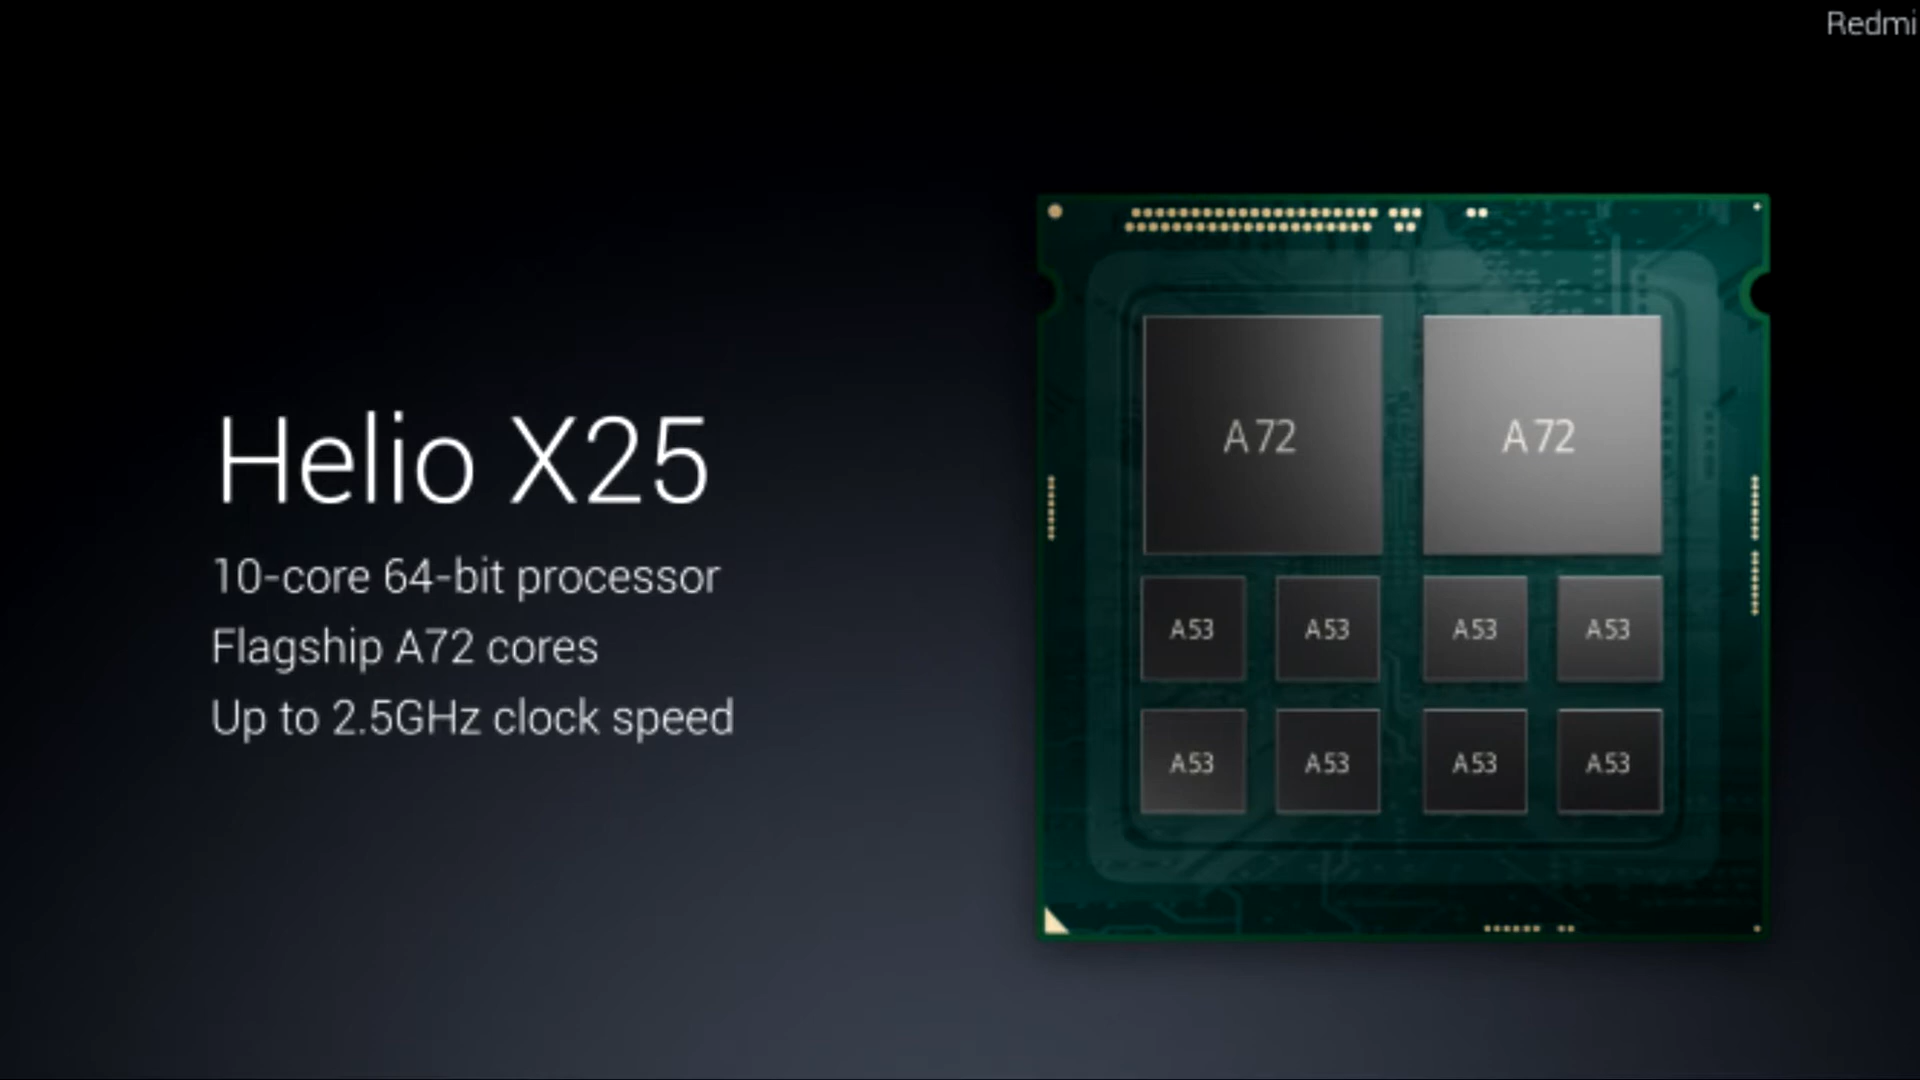 Redmi
Helio X25
10-core 64-bit processor
Flagship A72 cores
Up to 2.5GHz clock speed
A72 A72
A53 A53 A53 A53
A53 A53 A53 A53